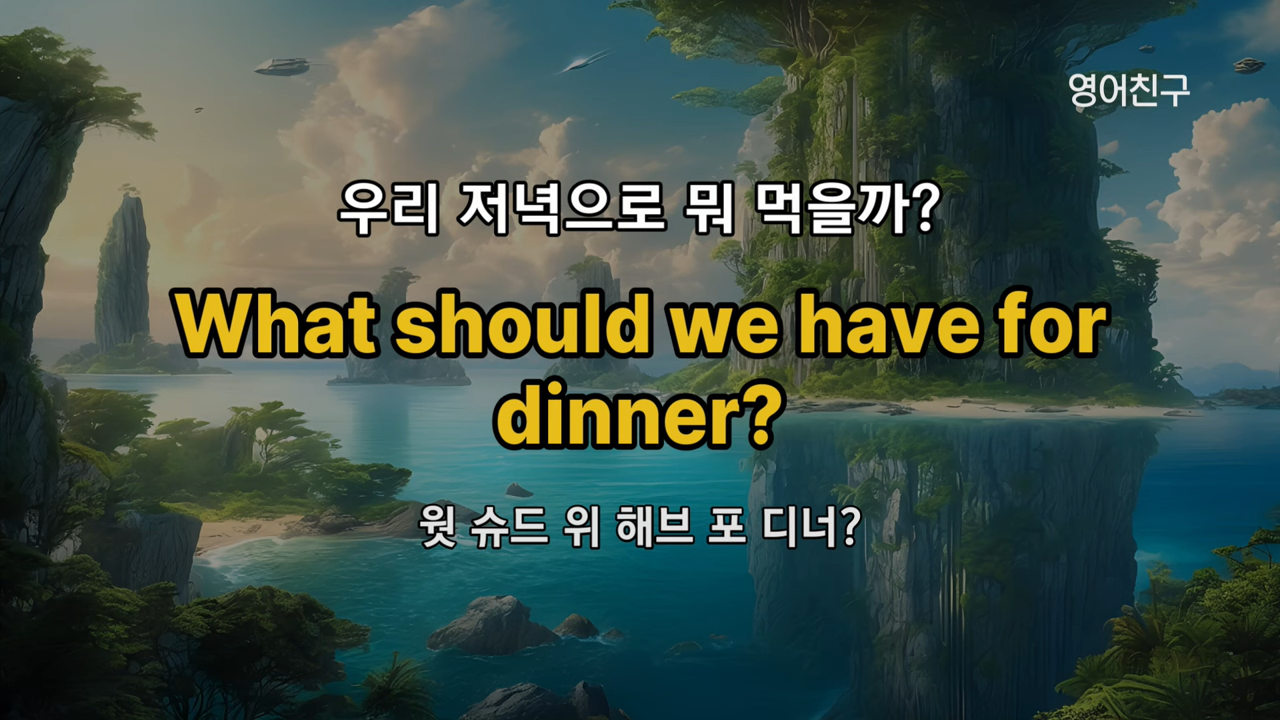 영어친구
우리 저녁으로 뭐 먹을까?
What should we have for
dinner?
웟 슈드 위 해브 포 디너?